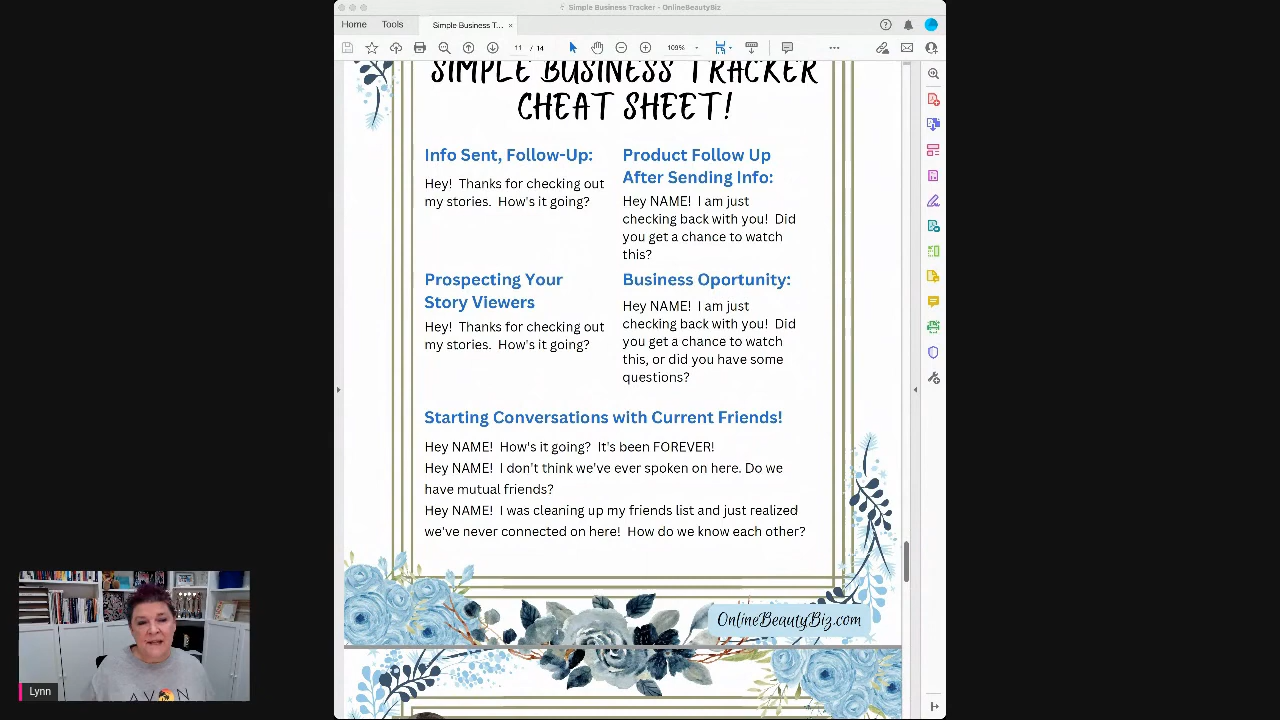 Simple Business Tracker - OnlineBeautyBiz
Home
Tools
Simple Business T...
11 / 14
109%
SIMPLE BUSINESS TRACKER
CHEAT SHEET!
Info Sent, Follow-Up:
Hey! Thanks for checking out
my stories. How's it going?
Product Follow Up
After Sending Info:
Hey NAME! I am just
checking back with you! Did
you get a chance to watch
this?
Prospecting Your
Story Viewers
Hey! Thanks for checking out
my stories. How's it going?
Business Oportunity:
Hey NAME! I am just
checking back with you! Did
you get a chance to watch
this, or did you have some
questions?
Starting Conversations with Current Friends!
Hey NAME! How's it going? It's been FOREVER!
Hey NAME! I don't think we've ever spoken on here. Do we
have mutual friends?
Hey NAME! I was cleaning up my friends list and just realized
we've never connected on here! How do we know each other?
OnlineBeautyBiz.com
Lynn
AVON